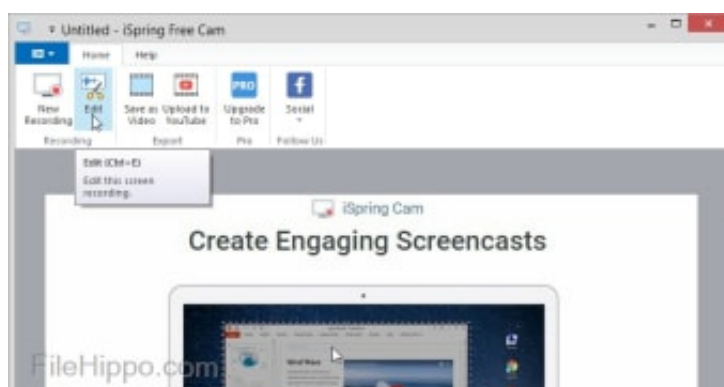 Untitled - iSpring Free Cam
Home Help
New Recording
Edit
Save as Video
Upload to YouTube
Upgrade to Pro
Social
Recording Export Pro Follow Us
Edit (Ctrl+E)
Edit this screen
recording.
iSpring Cam
Create Engaging Screencasts
FileHippo.com